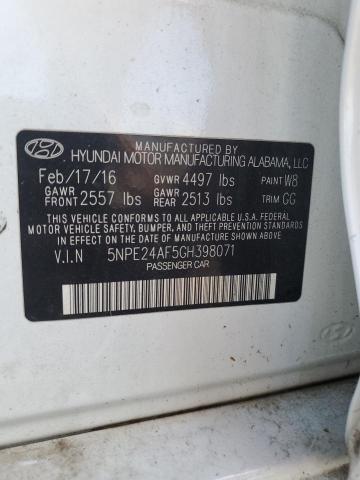 MANUFACTURED BY
HYUNDAI MOTOR MANUFACTURING ALABAMA, LLC
Feb/17/16 GVWR 4497 lbs PAINT W8
GAWR FRONT 2557 lbs GAWR REAR 2513 lbs TRIM GG
THIS VEHICLE CONFORMS TO ALL APPLICABLE U.S. FEDERAL
MOTOR VEHICLE SAFETY, BUMPER, AND THEFT PREVENTION
STANDARDS IN EFFECT ON THE DATE OF MANUFACTURE SHOWN ABOVE.
V.I.N 5NPE24AF5GH398071
PASSENGER CAR